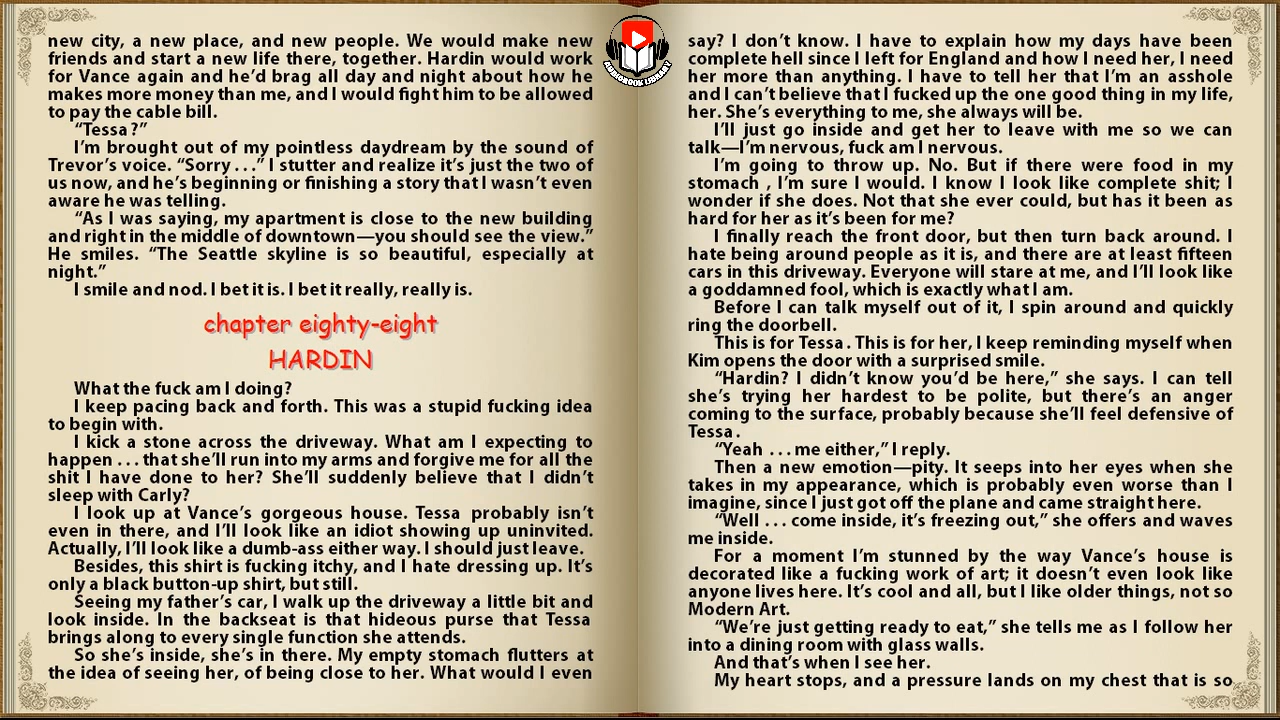 new city, a new place, and new people. We would make new
friends and start a new life there, together. Hardin would work
for Vance again and he’d brag all day and night about how he
makes more money than me, and I would fight him to be allowed
to pay the cable bill.
“Tessa?”
I’m brought out of my pointless daydream by the sound of
Trevor’s voice. “Sorry . . .” I stutter and realize it’s just the two of
us now, and he’s beginning or finishing a story that I wasn’t even
aware he was telling.
“As I was saying, my apartment is close to the new building
and right in the middle of downtown—you should see the view.”
He smiles. “The Seattle skyline is so beautiful, especially at
night.”
I smile and nod. I bet it is. I bet it really, really is.
chapter eighty-eight
HARDIN
What the fuck am I doing?
I keep pacing back and forth. This was a stupid fucking idea
to begin with.
I kick a stone across the driveway. What am I expecting to
happen . . . that she’ll run into my arms and forgive me for all the
shit I have done to her? She’ll suddenly believe that I didn’t
sleep with Carly?
I look up at Vance’s gorgeous house. Tessa probably isn’t
even in there, and I’ll look like an idiot showing up uninvited.
Actually, I’ll look like a dumb-ass either way. I should just leave.
Besides, this shirt is fucking itchy, and I hate dressing up. It’s
only a black button-up shirt, but still.
Seeing my father’s car, I walk up the driveway a little bit and
look inside. In the backseat is that hideous purse that Tessa
brings along to every single function she attends.
So she’s inside, she’s in there. My empty stomach flutters at
the idea of seeing her, of being close to her. What would I even
AUDIOBOOK LIBRARY
say? I don’t know. I have to explain how my days have been
complete hell since I left for England and how I need her, I need
her more than anything. I have to tell her that I’m an asshole
and I can’t believe that I fucked up the one good thing in my life,
her. She’s everything to me, she always will be.
I’ll just go inside and get her to leave with me so we can
talk—I’m nervous, fuck am I nervous.
I’m going to throw up. No. But if there were food in my
stomach , I’m sure I would. I know I look like complete shit; I
wonder if she does. Not that she ever could, but has it been as
hard for her as it’s been for me?
I finally reach the front door, but then turn back around. I
hate being around people as it is, and there are at least fifteen
cars in this driveway. Everyone will stare at me, and I’ll look like
a goddamned fool, which is exactly what I am.
Before I can talk myself out of it, I spin around and quickly
ring the doorbell.
This is for Tessa . This is for her, I keep reminding myself when
Kim opens the door with a surprised smile.
“Hardin? I didn’t know you’d be here,” she says. I can tell
she’s trying her hardest to be polite, but there’s an anger
coming to the surface, probably because she’ll feel defensive of
Tessa .
“Yeah . . . me either,” I reply.
Then a new emotion—pity. It seeps into her eyes when she
takes in my appearance, which is probably even worse than I
imagine, since I just got off the plane and came straight here.
“Well . . . come inside, it’s freezing out,” she offers and waves
me inside.
For a moment I’m stunned by the way Vance’s house is
decorated like a fucking work of art; it doesn’t even look like
anyone lives here. It’s cool and all, but I like older things, not so
Modern Art.
“We’re just getting ready to eat,” she tells me as I follow her
into a dining room with glass walls.
And that’s when I see her.
My heart stops, and a pressure lands on my chest that is so